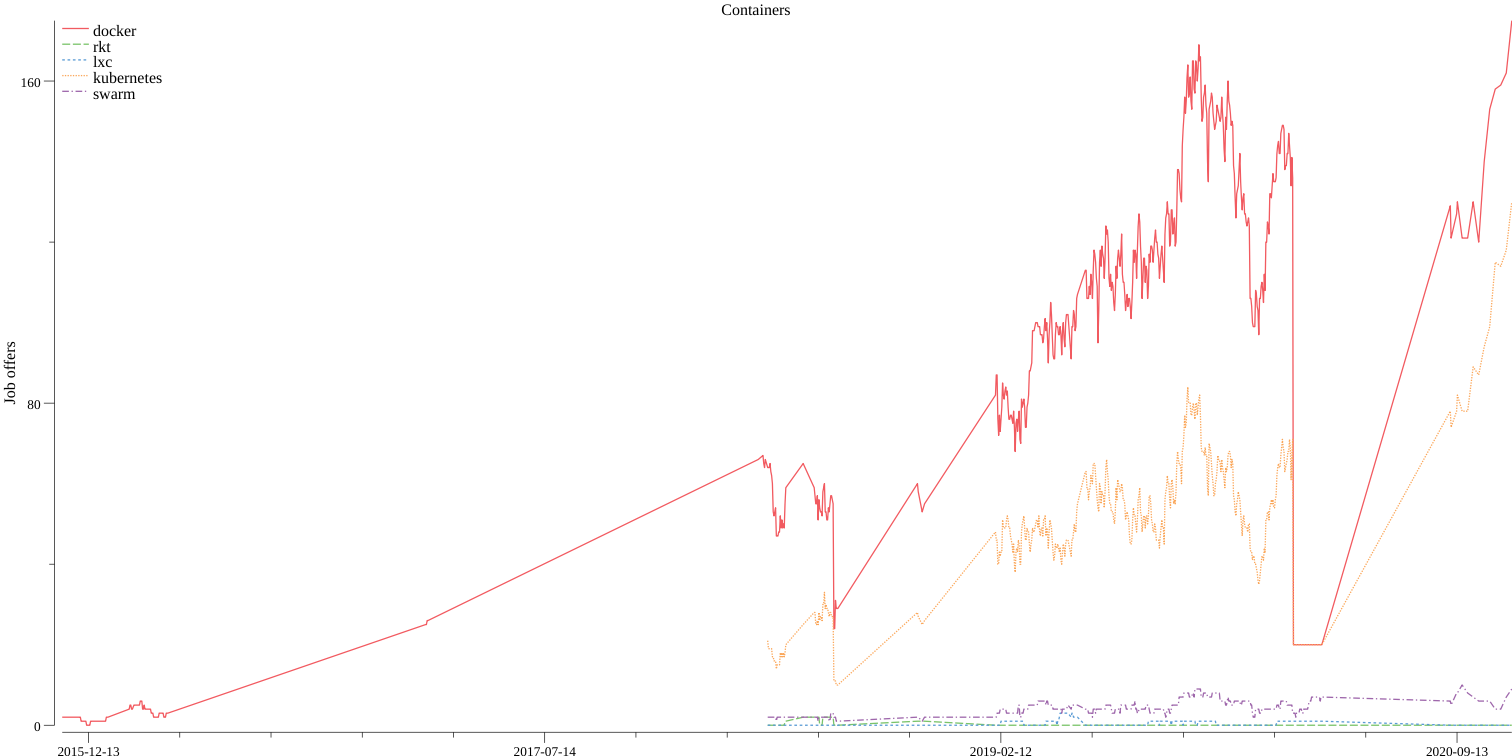 Containers
docker
rkt
lxc
kubernetes
swarm
160
80
0
Job offers
2015-12-13
2017-07-14
2019-02-12
2020-09-13